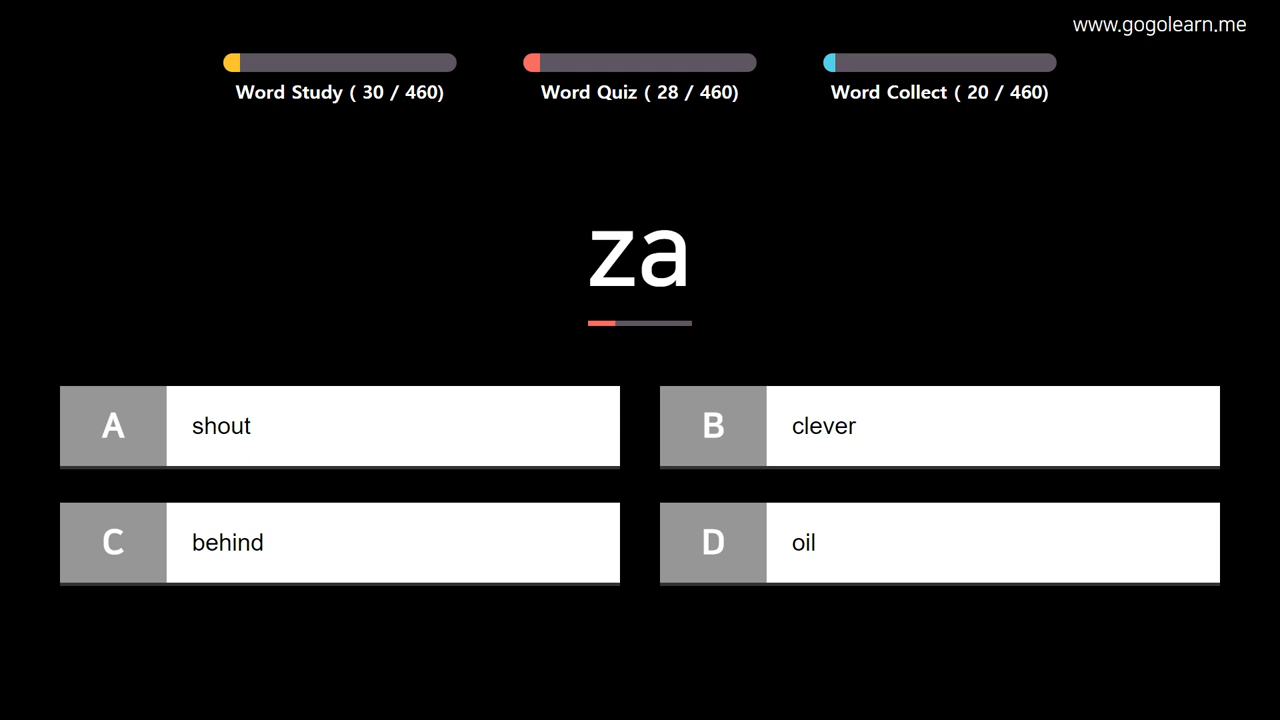 www.gogolearn.me
Word Study ( 30 / 460)
Word Quiz ( 28 / 460)
Word Collect ( 20 / 460)
za
A shout
B clever
C behind
D oil